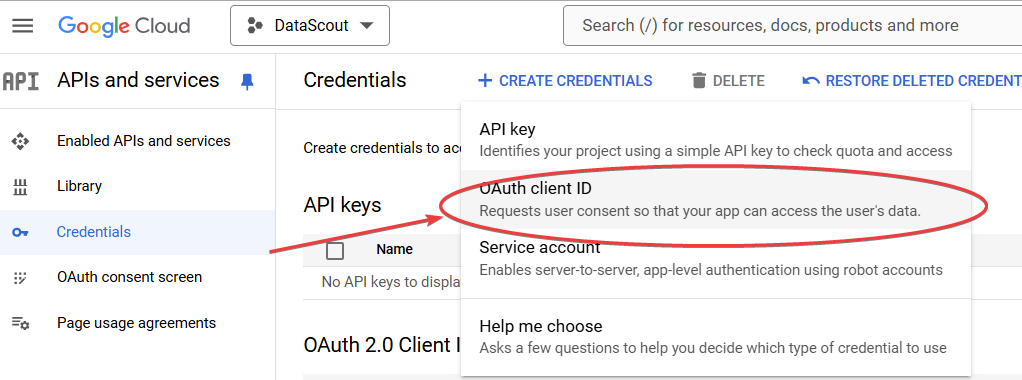 Google Cloud
DataScout
Search (/) for resources, docs, products and more
API
APIs and services
Credentials
CREATE CREDENTIALS
DELETE
RESTORE DELETED CREDENT
Enabled APIs and services
Library
Credentials
OAuth consent screen
Page usage agreements
Create credentials to acc
API key
Identifies your project using a simple API key to check quota and access
OAuth client ID
Requests user consent so that your app can access the user's data.
Service account
Enables server-to-server, app-level authentication using robot accounts
Help me choose
Asks a few questions to help you decide which type of credential to use
API keys
Name
No API keys to displa
OAuth 2.0 Client I